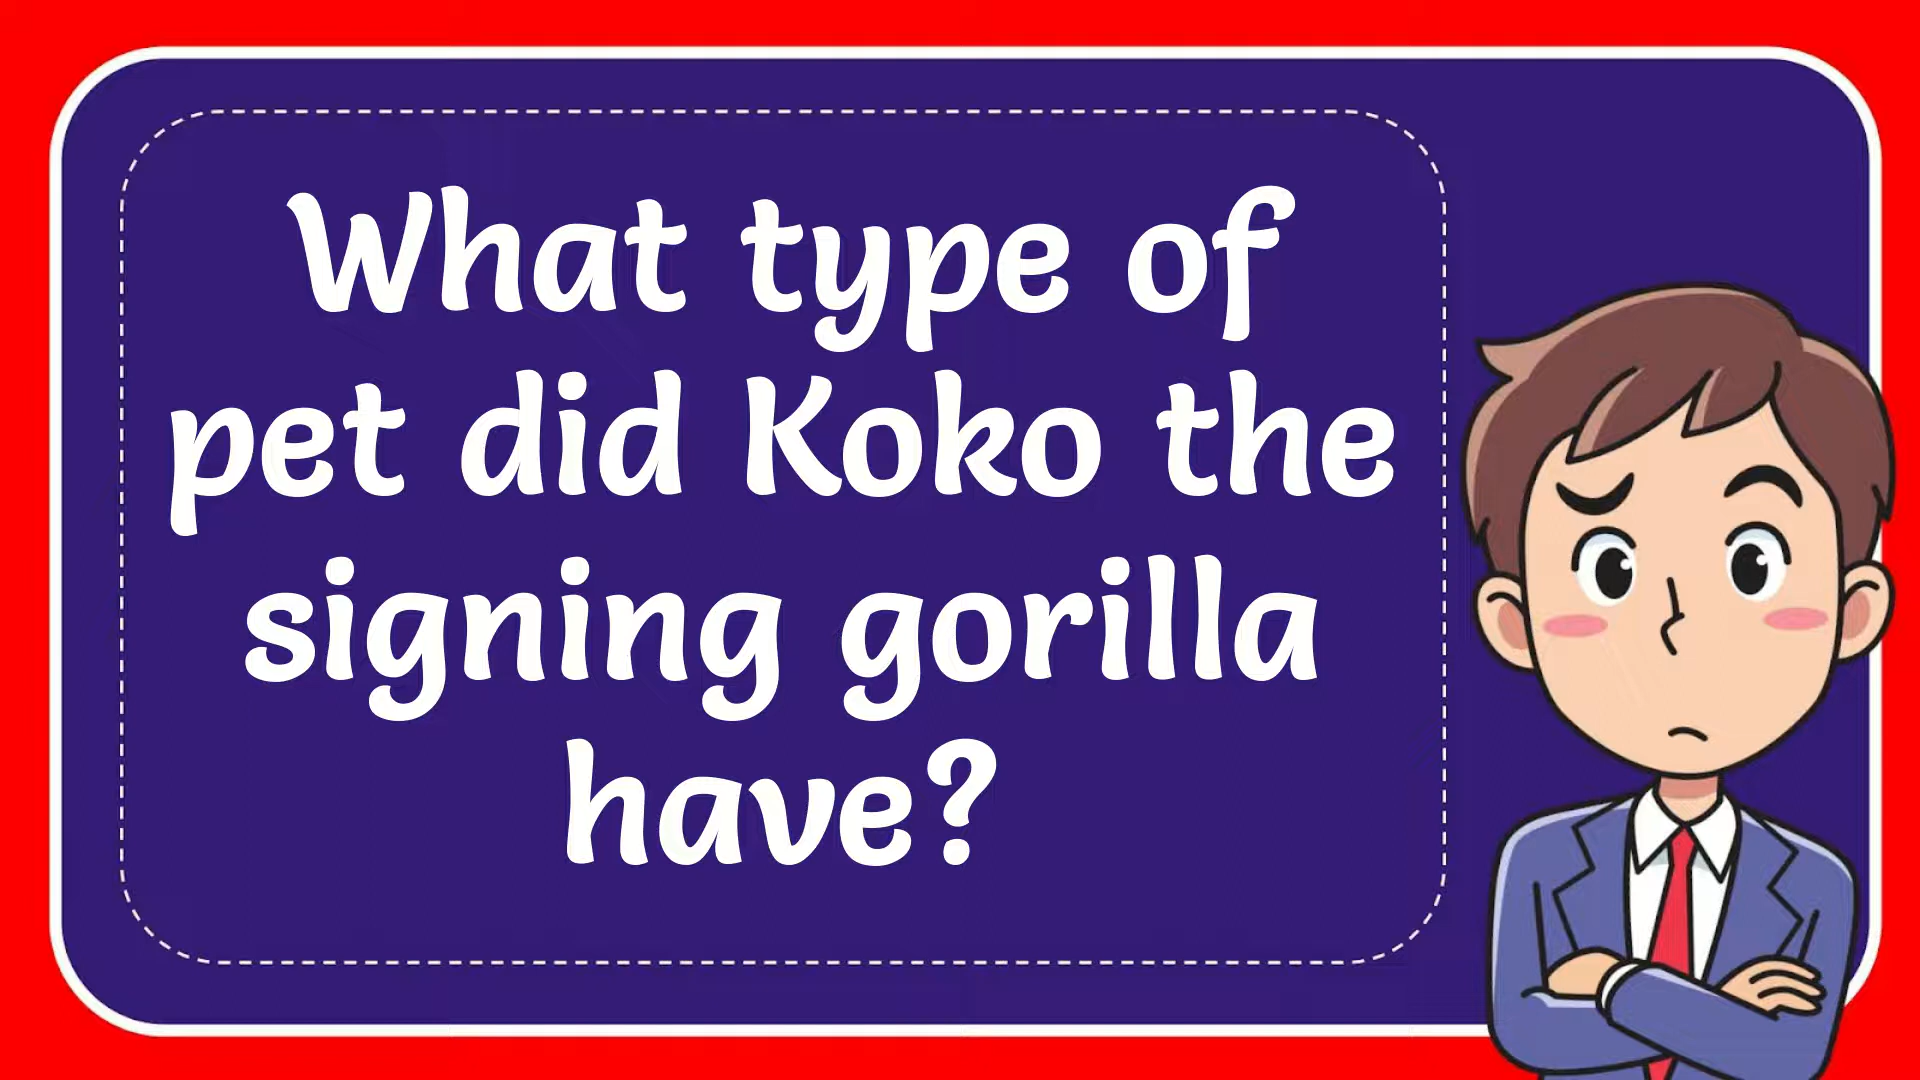 What type of
pet did Koko the
signing gorilla
have?